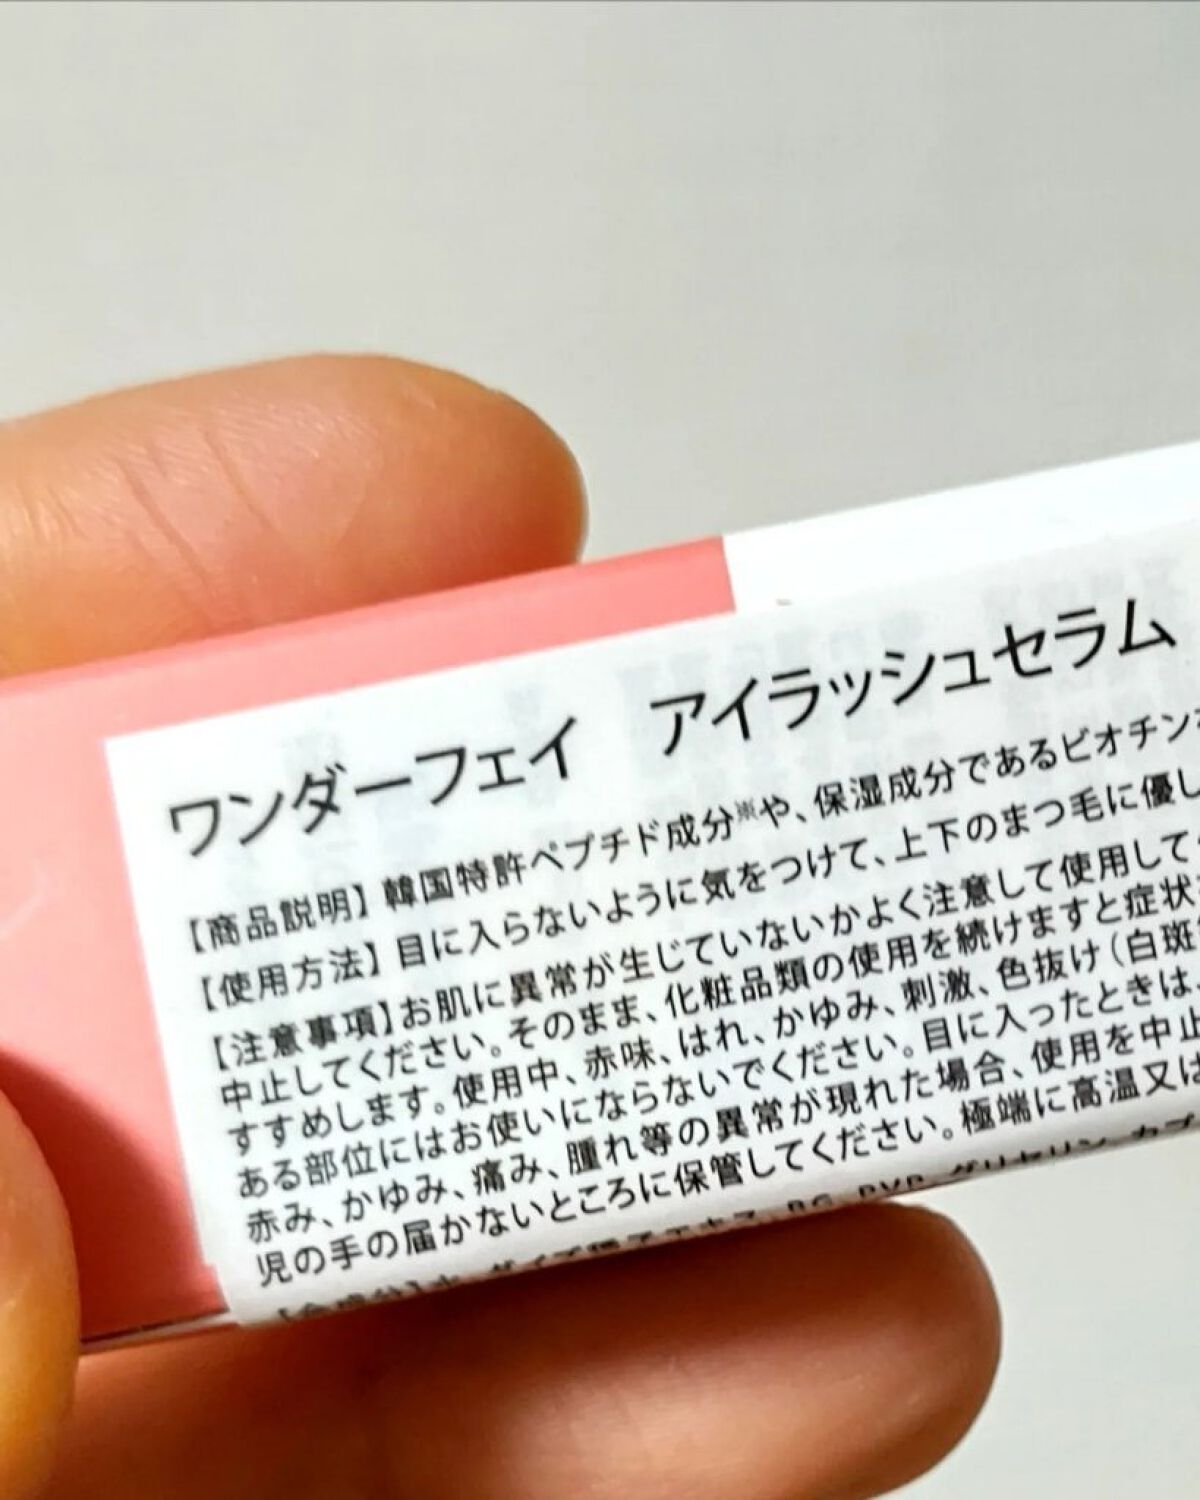 ワンダーフェイ　アイラッシュセラム
【商品説明】韓国特許ペプチド成分※や、保湿成分であるビオチン
【使用方法】目に入らないように気をつけて、上下のまつ毛に優し
【注意事項】お肌に異常が生じていないかよく注意して使用して
中止してください。そのまま、化粧品類の使用を続けますと症状
すすめします。使用中、赤味、はれ、かゆみ、刺激、色抜け（白斑
ある部位にはお使いにならないでください。目に入ったときは、
赤み、かゆみ、痛み、腫れ等の異常が現れた場合、使用を中止
児の手の届かないところに保管してください。極端に高温又は
BG、PVP、グリセリン、カプ